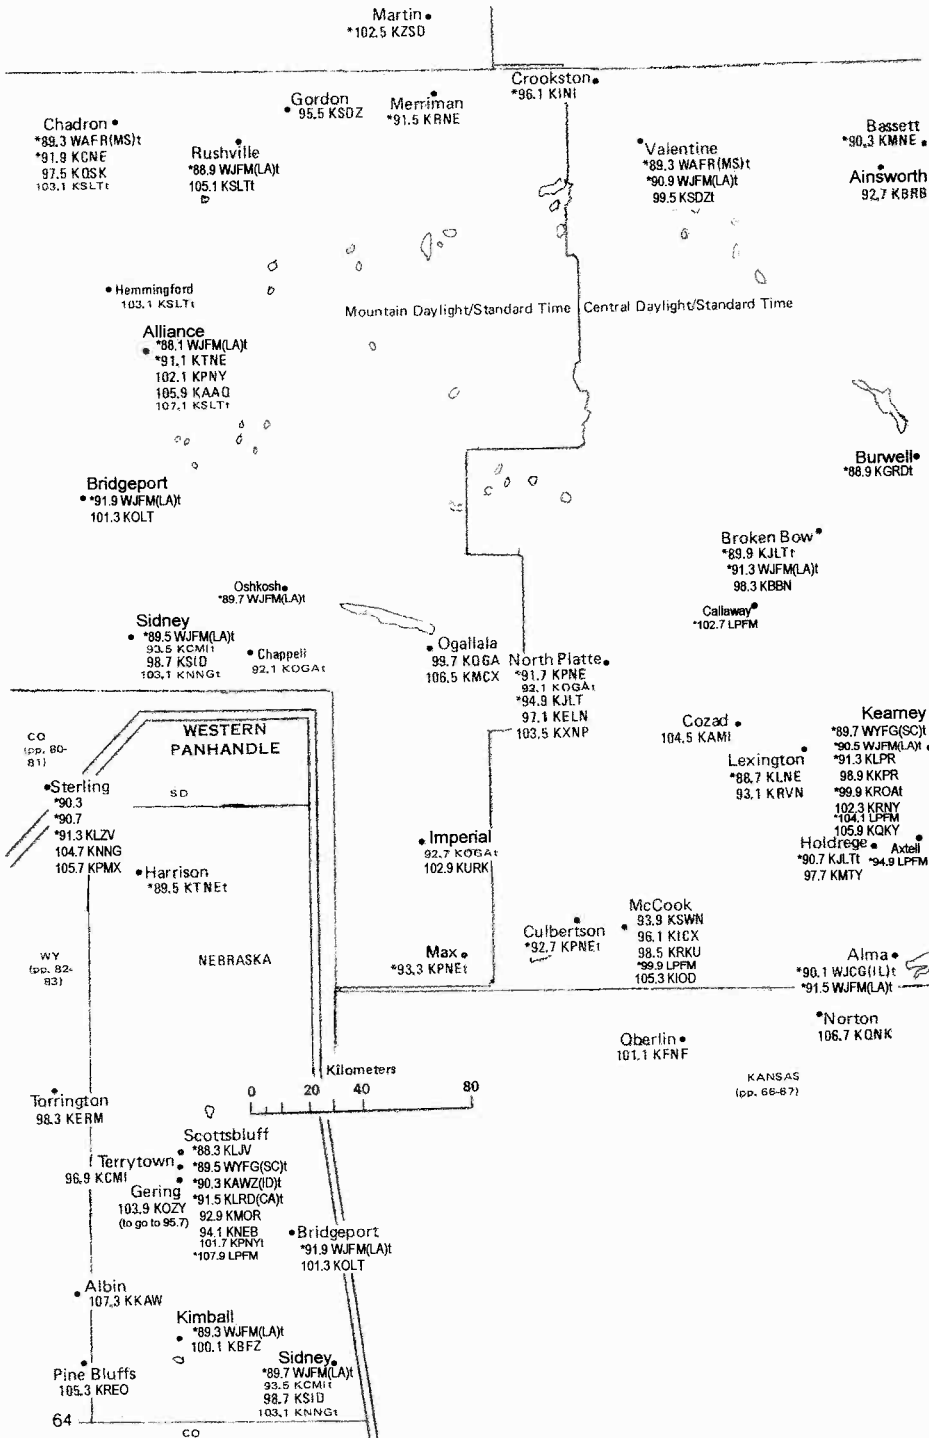 Martin
*102.5 KZSD
Crookston
*96.1 KINI
Gordon
95.5 KSDZ
Merriman
*91.5 KRNE
Chadron
*89.3 WAFR(MS)t
*91.9 KCNE
97.5 KQSK
103.1 KSLTt
Rushville
*88.9 WJFM(LA)t
105.1 KSLTt
Valentine
*89.3 WAFR(MS)t
*90.9 WJFM(LA)t
99.5 KSDZt
Bassett
*90.3 KMNE
Ainsworth
92.7 KBRB
Hemmingford
103.1 KSLTt
Mountain Daylight/Standard Time
Central Daylight/Standard Time
Alliance
*88.1 WJFM(LA)t
*91.1 KTNE
102.1 KPNY
105.9 KAAQ
107.1 KSLTt
Burwell
*88.9 KGRDt
Bridgeport
*91.9 WJFM(LA)t
101.3 KOLT
Broken Bow
*89.9 KJLTt
*91.3 WJFM(LA)t
98.3 KBBN
Oshkosh
*89.7 WJFM(LA)t
Callaway
*102.7 LPFM
Sidney
*89.5 WJFM(LA)t
93.5 KCMIt
98.7 KSID
103.1 KNNGt
Chappell
92.1 KOGAt
Ogallala
99.7 KOGA
106.5 KMCX
North Platte
*91.7 KPNE
92.1 KOGAt
*94.9 KJLT
97.1 KELN
103.5 KXNP
Cozad
104.5 KAMI
Kearney
*89.7 WYFG(SC)t
*90.5 WJFM(LA)t
*91.3 KLPR
98.9 KKPR
*99.9 KROAt
102.3 KRNY
*104.1 LPFM
105.9 KQKY
Lexington
*88.7 KLNE
93.1 KRVN
CO
(pp. 80-
81)
WESTERN
PANHANDLE
SD
Sterling
*90.3
*90.7
*91.3 KLZV
104.7 KNNG
105.7 KPMX
Harrison
*89.5 KTNEt
Imperial
92.7 KOGAt
102.9 KURK
Holdrege
*90.7 KJLTt
97.7 KMTY
Axtell
*94.9 LPFM
McCook
93.9 KSWN
96.1 KICX
98.5 KRKU
*99.9 LPFM
105.3 KIOD
Culbertson
*92.7 KPNEt
Max
*93.3 KPNEt
WY
(pp. 82-
83)
NEBRASKA
Alma
*90.1 WJCG(IL)t
*91.5 WJFM(LA)t
Norton
106.7 KQNK
Oberlin
101.1 KFNF
KANSAS
(pp. 66-67)
Kilometers
0 20 40 80
Torrington
98.3 KERM
Scottsbluff
*88.3 KLJV
*89.5 WYFG(SC)t
*90.3 KAWZ(ID)t
*91.5 KLRD(CA)t
92.9 KMOR
94.1 KNEB
101.7 KPNYt
*107.9 LPFM
Terrytown
96.9 KCMI
Gering
103.9 KOZY
(to go to 95.7)
Bridgeport
*91.9 WJFM(LA)t
101.3 KOLT
Albin
107.3 KKAW
Kimball
*89.3 WJFM(LA)t
100.1 KBFZ
Pine Bluffs
105.3 KREO
Sidney
*89.7 WJFM(LA)t
93.5 KCMIt
98.7 KSID
103.1 KNNGt
64
CO